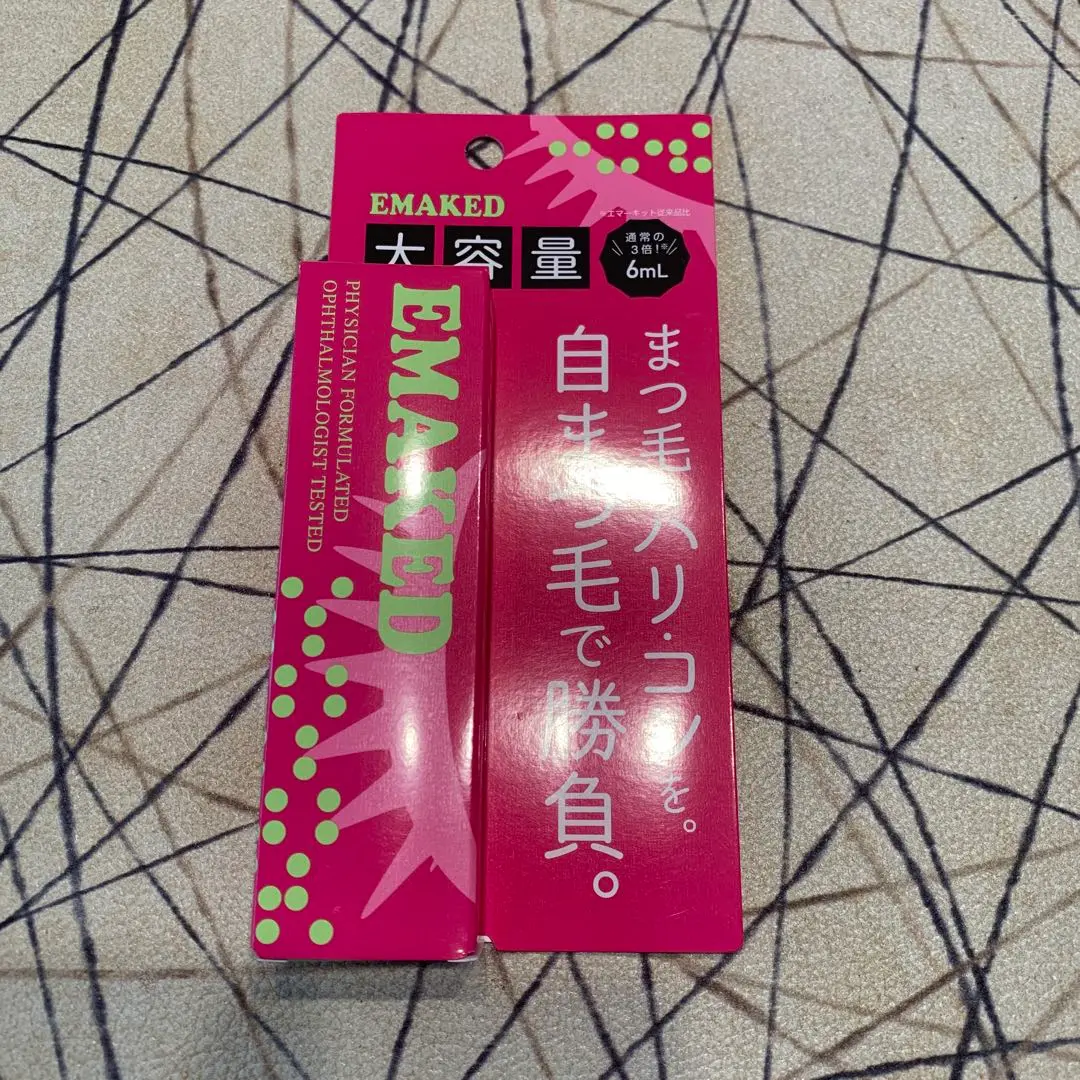 EMAKED
※エマーキット従来品比
大容量
通常の
3倍!※
6mL
まつ毛ハリ・コシを。
自まつ毛で勝負。
EMAKED
PHYSICIAN FORMULATED
OPHTHALMOLOGIST TESTED